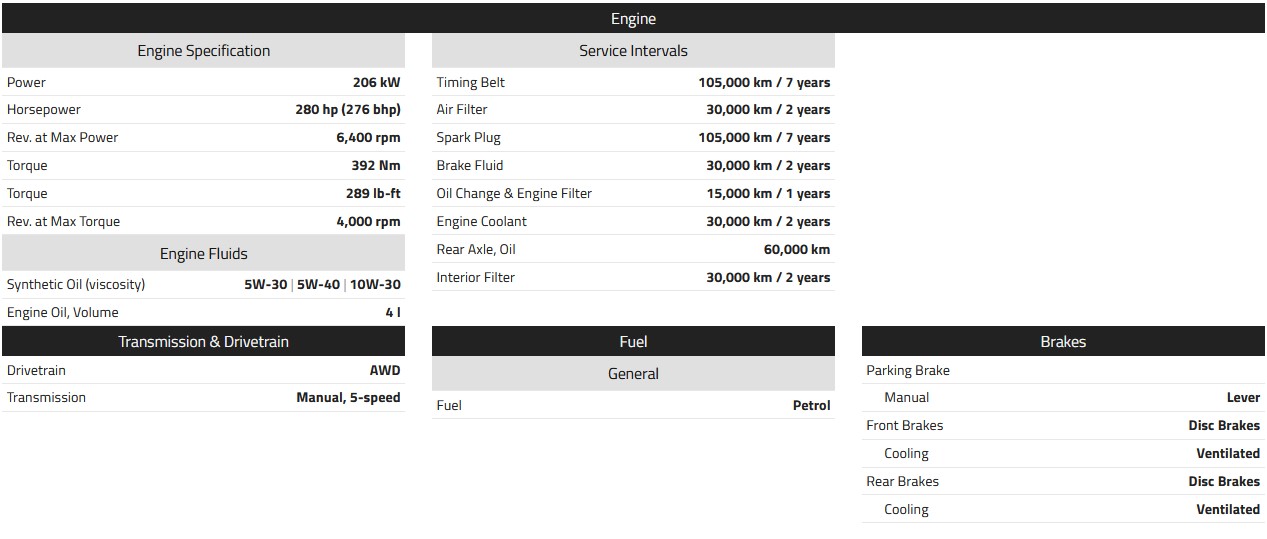 Engine
Engine Specification
Power 206 kW
Horsepower 280 hp (276 bhp)
Rev. at Max Power 6,400 rpm
Torque 392 Nm
Torque 289 lb-ft
Rev. at Max Torque 4,000 rpm
Engine Fluids
Synthetic Oil (viscosity) 5W-30 | 5W-40 | 10W-30
Engine Oil, Volume 4 l
Service Intervals
Timing Belt 105,000 km / 7 years
Air Filter 30,000 km / 2 years
Spark Plug 105,000 km / 7 years
Brake Fluid 30,000 km / 2 years
Oil Change & Engine Filter 15,000 km / 1 years
Engine Coolant 30,000 km / 2 years
Rear Axle, Oil 60,000 km
Interior Filter 30,000 km / 2 years
Transmission & Drivetrain
Drivetrain AWD
Transmission Manual, 5-speed
Fuel
General
Fuel Petrol
Brakes
Parking Brake
Manual Lever
Front Brakes Disc Brakes
Cooling Ventilated
Rear Brakes Disc Brakes
Cooling Ventilated